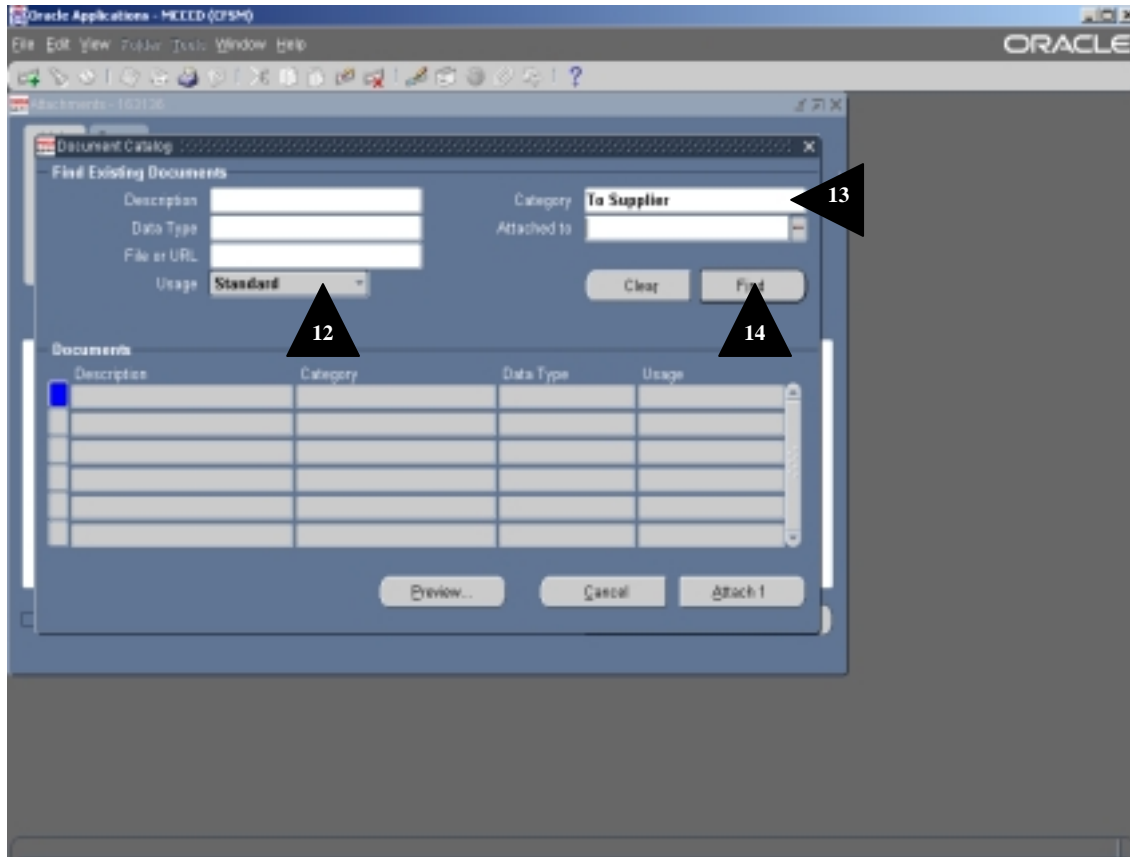 Oracle Applications - MCCCD (CFSM)
File Edit View Folder Tools Window Help
ORACLE
?
Attachments - 163136
Document Catalog
Find Existing Documents
Description
Category To Supplier
13
Data Type
Attached to
File or URL
Usage Standard
Clear
Find
12
14
Documents
Description Category Data Type Usage
Preview...
Cancel
Attach 1